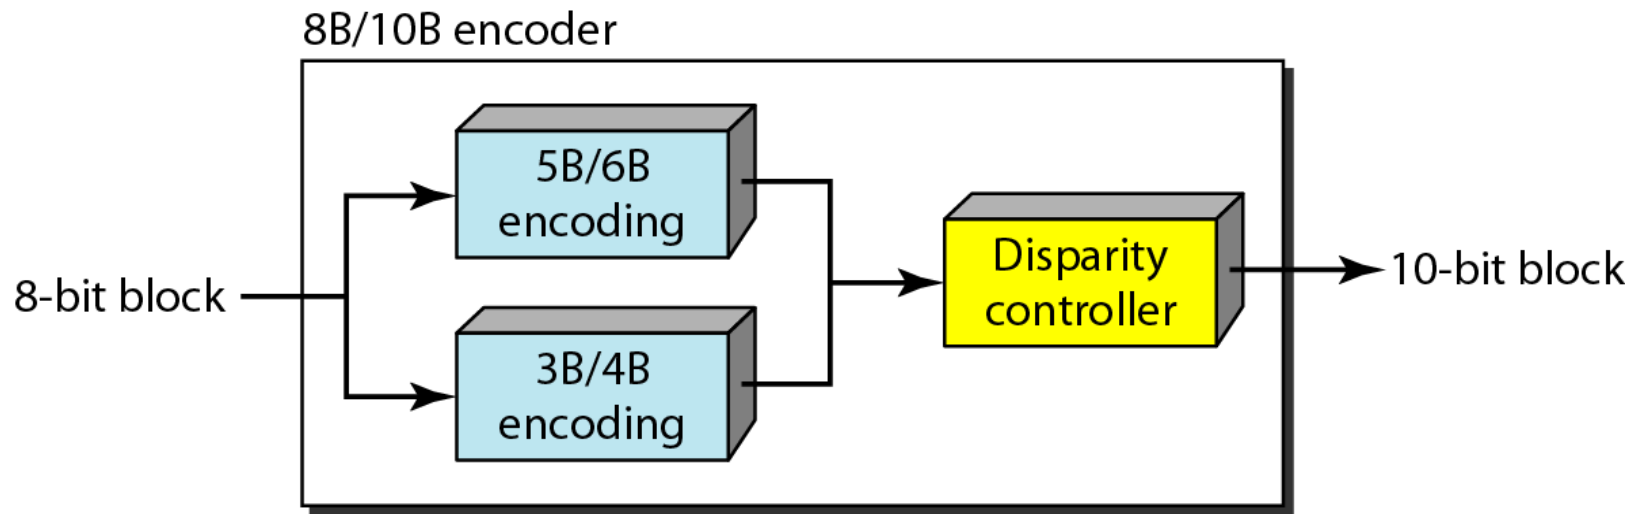 8B/10B encoder
5B/6B
encoding
8-bit block
3B/4B
encoding
Disparity
controller
10-bit block